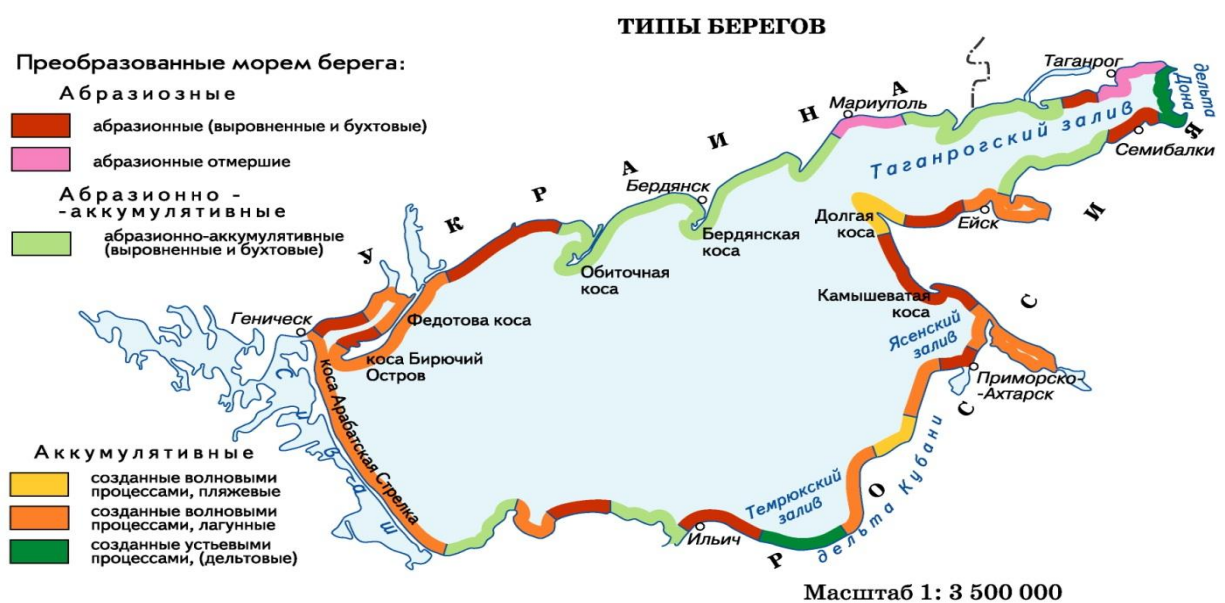 ТИПЫ БЕРЕГОВ
Преобразованные морем берега:
Абразиозные
абразионные (выровненные и бухтовые)
абразионные отмершие
Абразионно -
-аккумулятивные
абразионно-аккумулятивные
(выровненные и бухтовые)
Аккумулятивные
созданные волновыми
процессами, пляжевые
созданные волновыми
процессами, лагунные
созданные устьевыми
процессами, (дельтовые)
УКРАИНА
РОССИЯ
Таганрог
дельта
Дона
Мариуполь
Таганрогский залив
Семибалки
Бердянск
Бердянская
коса
Долгая
коса
Ейск
Обиточная
коса
Камышеватая
коса
Геническ
Федотова коса
Ясенский
залив
коса Бирючий
Остров
Приморско-
-Ахтарск
коса Арабатская Стрелка
Сиваш
Темрюкский
залив
дельта Кубани
Ильич
Масштаб 1: 3 500 000